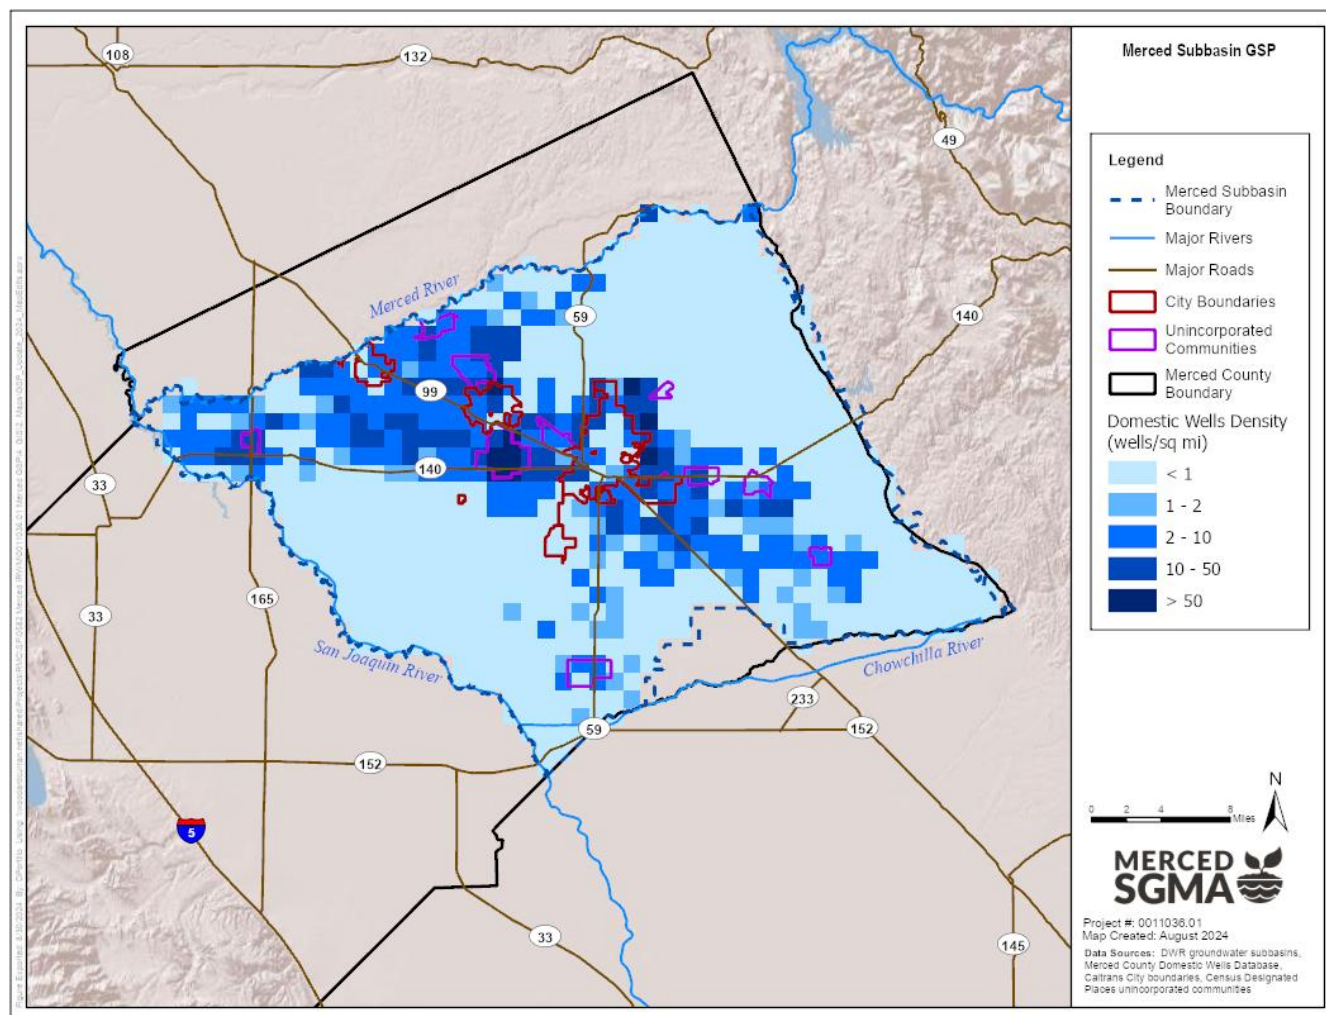 Merced Subbasin GSP
Legend
Merced Subbasin
Boundary
Major Rivers
Major Roads
City Boundaries
Unincorporated
Communities
Merced County
Boundary
Domestic Wells Density
(wells/sq mi)
< 1
1 - 2
2 - 10
10 - 50
> 50
108
132
49
Merced River
59
140
99
140
33
165
33
San Joaquin River
Chowchilla River
233
59
152
152
5
33
145
N
0 2 4 8
Miles
MERCED
SGMA
Project #: 0011036.01
Map Created: August 2024
Data Sources: DWR groundwater subbasins,
Merced County Domestic Wells Database,
Caltrans City boundaries, Census Designated
Places unincorporated communities